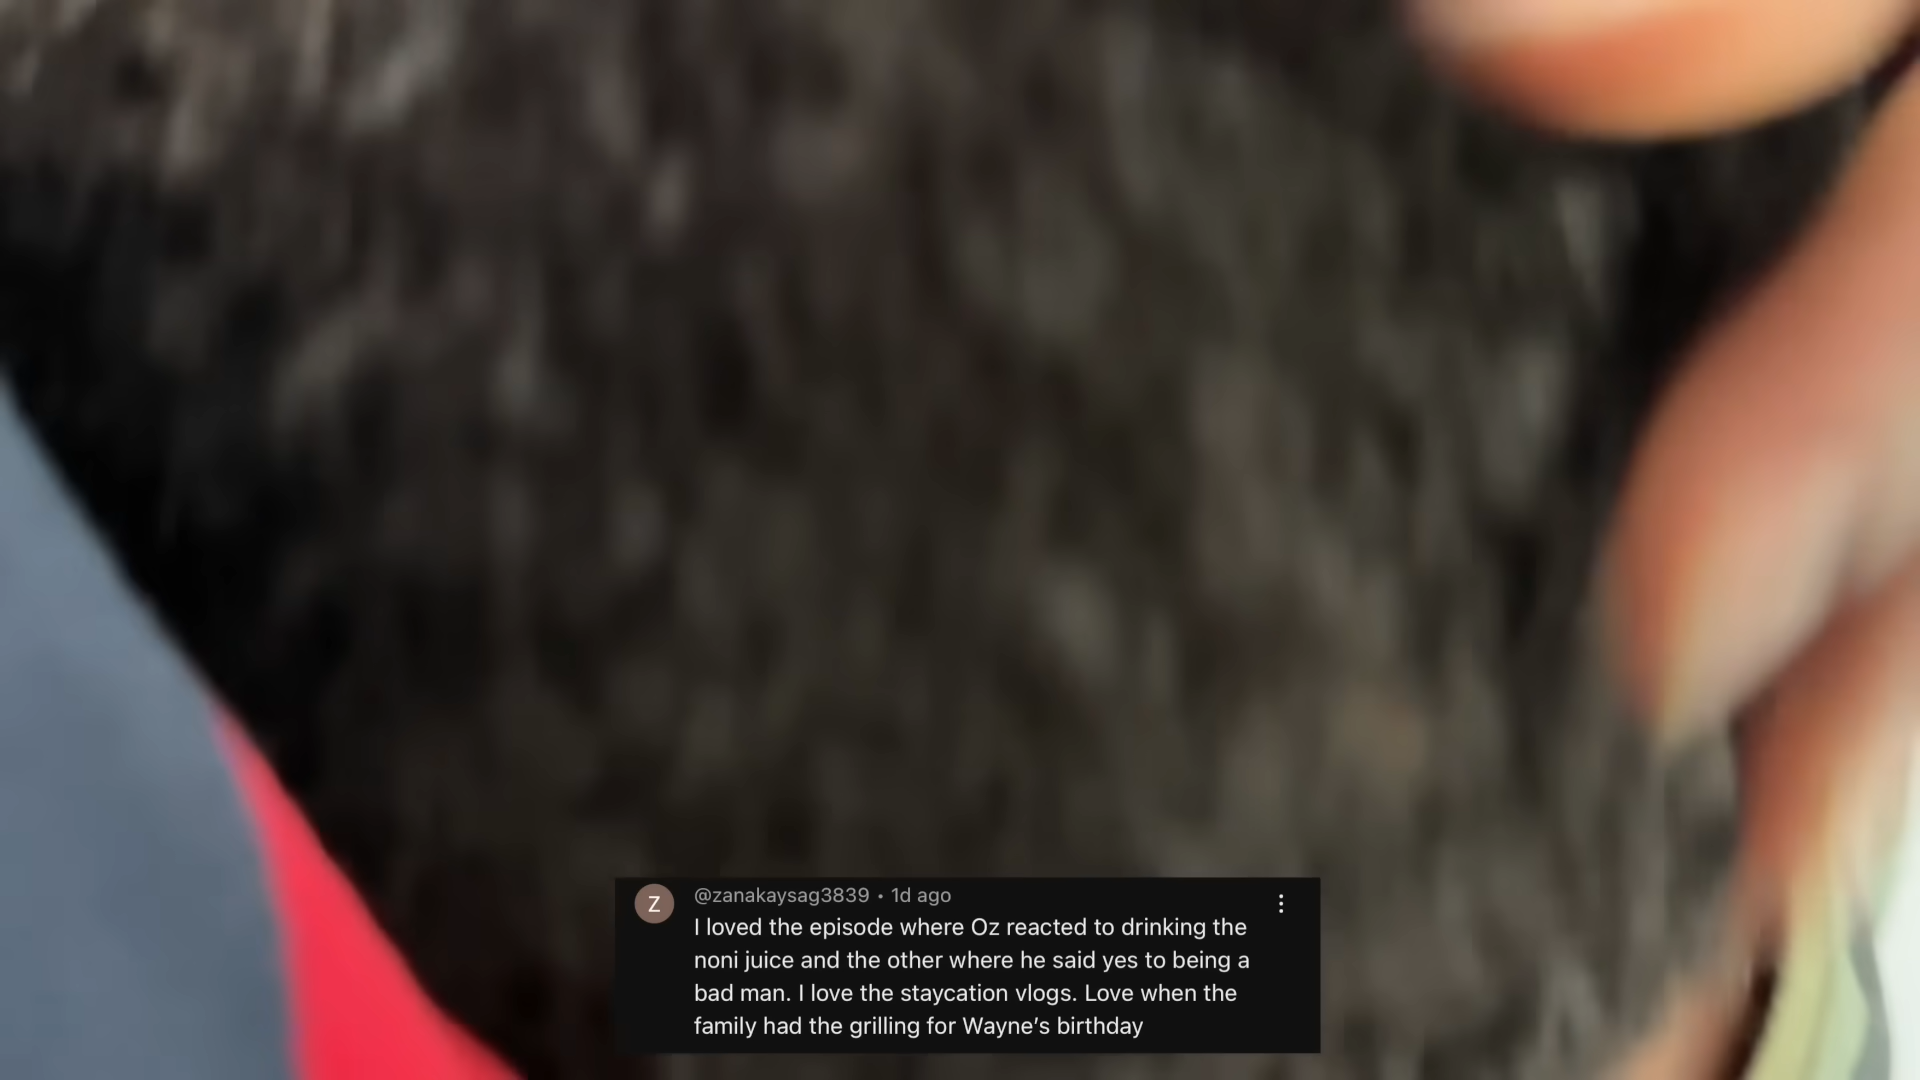 Z
@zanakaysag3839 • 1d ago
I loved the episode where Oz reacted to drinking the
noni juice and the other where he said yes to being a
bad man. I love the staycation vlogs. Love when the
family had the grilling for Wayne’s birthday